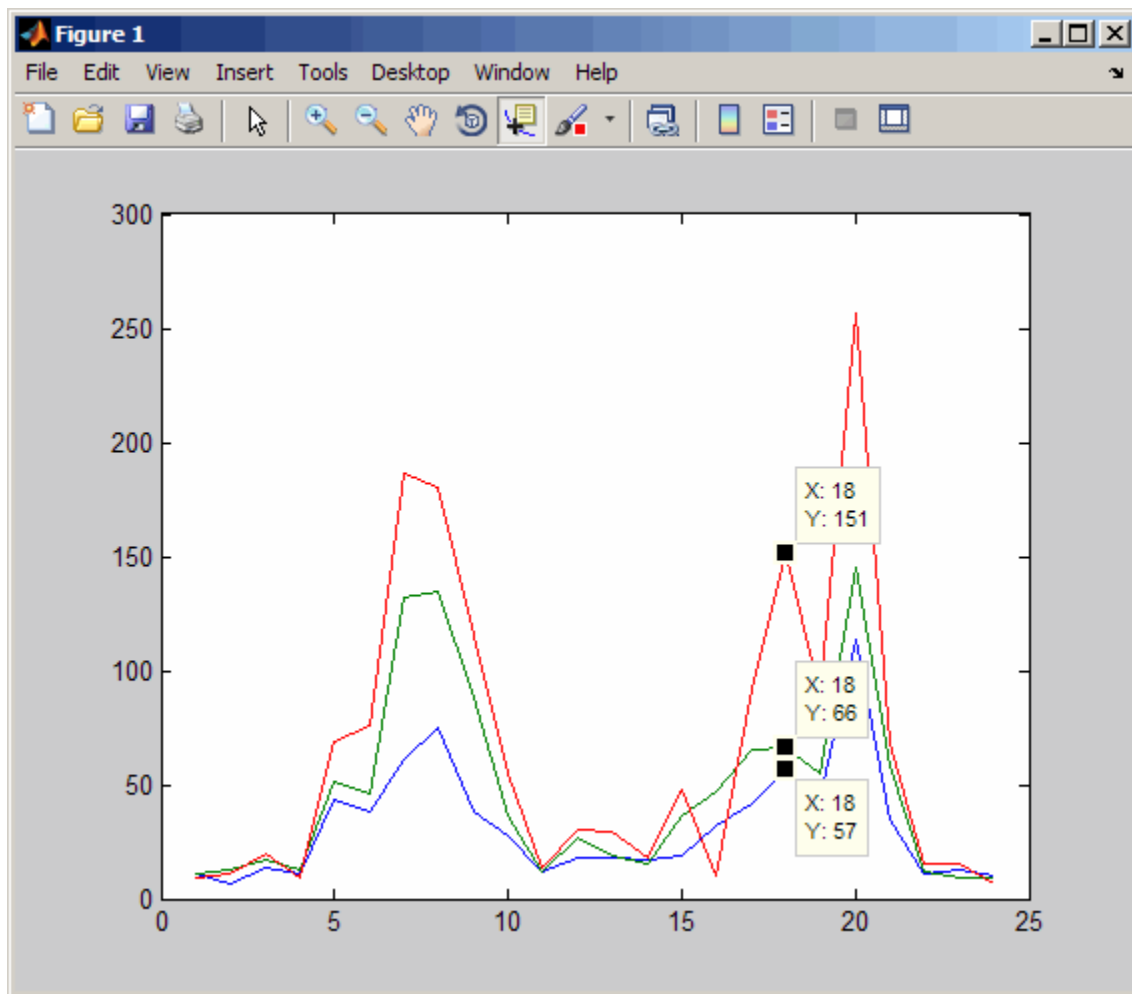 Figure 1
File Edit View Insert Tools Desktop Window Help
300
250
200
150
100
50
0
X: 18
Y: 151
X: 18
Y: 66
X: 18
Y: 57
0 5 10 15 20 25